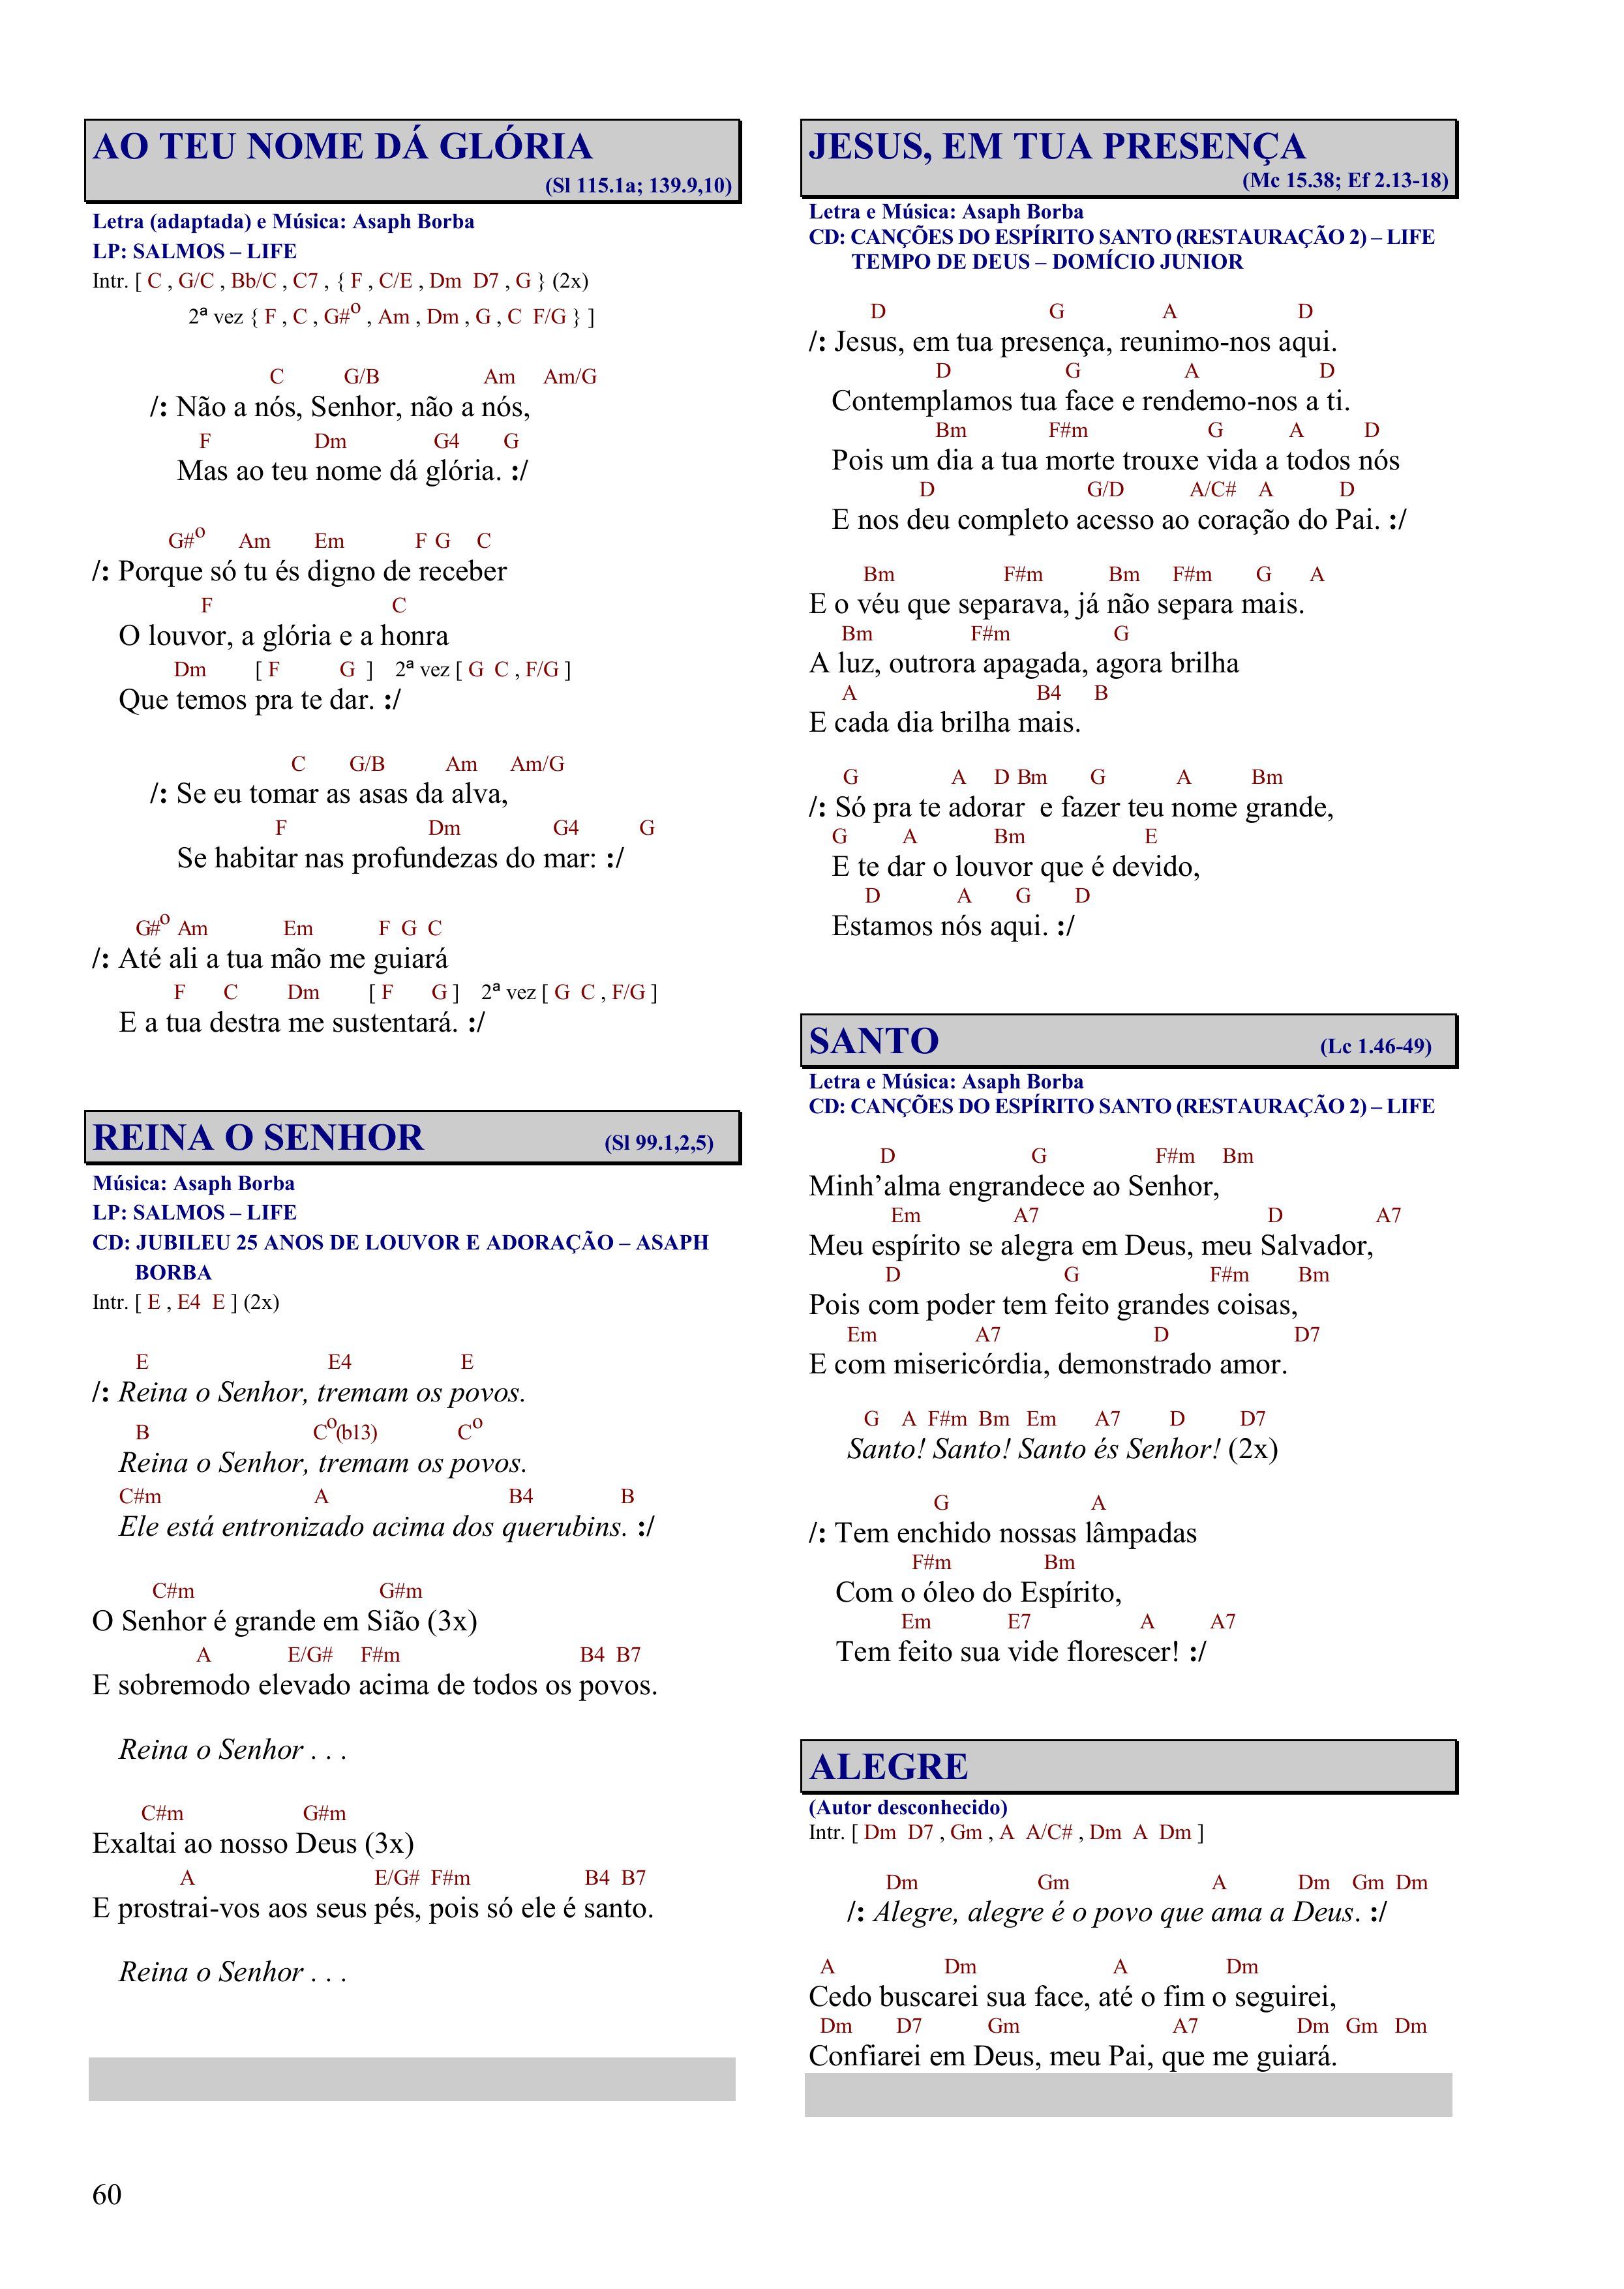 AO TEU NOME DÁ GLÓRIA
(Sl 115.1a; 139.9,10)
Letra (adaptada) e Música: Asaph Borba
LP: SALMOS – LIFE
Intr. [ C , G/C , Bb/C , C7 , { F , C/E , Dm D7 , G } (2x)
2ª vez { F , C , G#º , Am , Dm , G , C F/G } ]
C G/B Am Am/G
/: Não a nós, Senhor, não a nós,
F Dm G4 G
Mas ao teu nome dá glória. :/
G#º Am Em F G C
/: Porque só tu és digno de receber
F C
O louvor, a glória e a honra
Dm [ F G ] 2ª vez [ G C , F/G ]
Que temos pra te dar. :/
C G/B Am Am/G
/: Se eu tomar as asas da alva,
F Dm G4 G
Se habitar nas profundezas do mar: :/
G#º Am Em F G C
/: Até ali a tua mão me guiará
F C Dm [ F G ] 2ª vez [ G C , F/G ]
E a tua destra me sustentará. :/
REINA O SENHOR (Sl 99.1,2,5)
Música: Asaph Borba
LP: SALMOS – LIFE
CD: JUBILEU 25 ANOS DE LOUVOR E ADORAÇÃO – ASAPH
BORBA
Intr. [ E , E4 E ] (2x)
E E4 E
/: Reina o Senhor, tremam os povos.
B Cº(b13) Cº
Reina o Senhor, tremam os povos.
C#m A B4 B
Ele está entronizado acima dos querubins. :/
C#m G#m
O Senhor é grande em Sião (3x)
A E/G# F#m B4 B7
E sobremodo elevado acima de todos os povos.
Reina o Senhor . . .
C#m G#m
Exaltai ao nosso Deus (3x)
A E/G# F#m B4 B7
E prostrai-vos aos seus pés, pois só ele é santo.
Reina o Senhor . . .
JESUS, EM TUA PRESENÇA
(Mc 15.38; Ef 2.13-18)
Letra e Música: Asaph Borba
CD: CANÇÕES DO ESPÍRITO SANTO (RESTAURAÇÃO 2) – LIFE
TEMPO DE DEUS – DOMÍCIO JUNIOR
D G A D
/: Jesus, em tua presença, reunimo-nos aqui.
D G A D
Contemplamos tua face e rendemo-nos a ti.
Bm F#m G A D
Pois um dia a tua morte trouxe vida a todos nós
D G/D A/C# A D
E nos deu completo acesso ao coração do Pai. :/
Bm F#m Bm F#m G A
E o véu que separava, já não separa mais.
Bm F#m G
A luz, outrora apagada, agora brilha
A B4 B
E cada dia brilha mais.
G A D Bm G A Bm
/: Só pra te adorar e fazer teu nome grande,
G A Bm E
E te dar o louvor que é devido,
D A G D
Estamos nós aqui. :/
SANTO (Lc 1.46-49)
Letra e Música: Asaph Borba
CD: CANÇÕES DO ESPÍRITO SANTO (RESTAURAÇÃO 2) – LIFE
D G F#m Bm
Minh’alma engrandece ao Senhor,
Em A7 D A7
Meu espírito se alegra em Deus, meu Salvador,
D G F#m Bm
Pois com poder tem feito grandes coisas,
Em A7 D D7
E com misericórdia, demonstrado amor.
G A F#m Bm Em A7 D D7
Santo! Santo! Santo és Senhor! (2x)
G A
/: Tem enchido nossas lâmpadas
F#m Bm
Com o óleo do Espírito,
Em E7 A A7
Tem feito sua vide florescer! :/
ALEGRE
(Autor desconhecido)
Intr. [ Dm D7 , Gm , A A/C# , Dm A Dm ]
Dm Gm A Dm Gm Dm
/: Alegre, alegre é o povo que ama a Deus. :/
A Dm A Dm
Cedo buscarei sua face, até o fim o seguirei,
Dm D7 Gm A7 Dm Gm Dm
Confiarei em Deus, meu Pai, que me guiará.
60